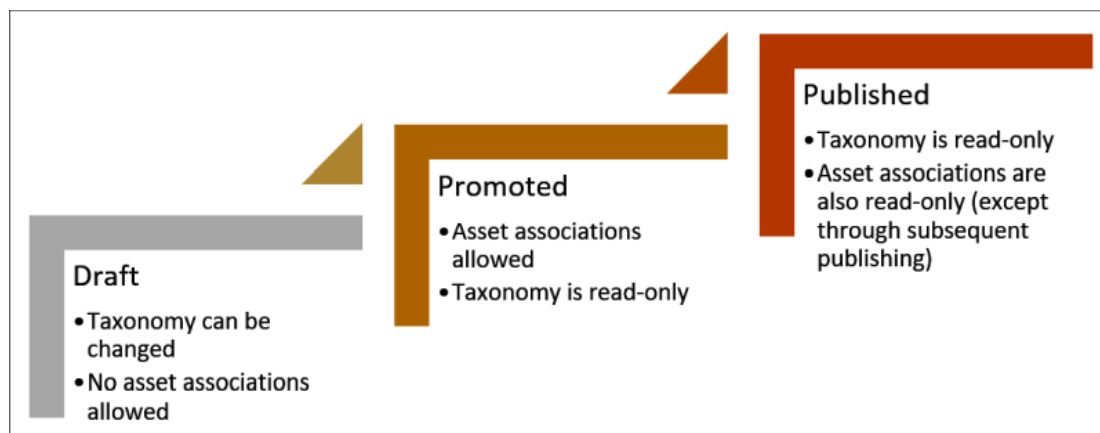 Draft
•Taxonomy can be
changed
•No asset associations
allowed
Promoted
•Asset associations
allowed
•Taxonomy is read-only
Published
•Taxonomy is read-only
•Asset associations are
also read-only (except
through subsequent
publishing)